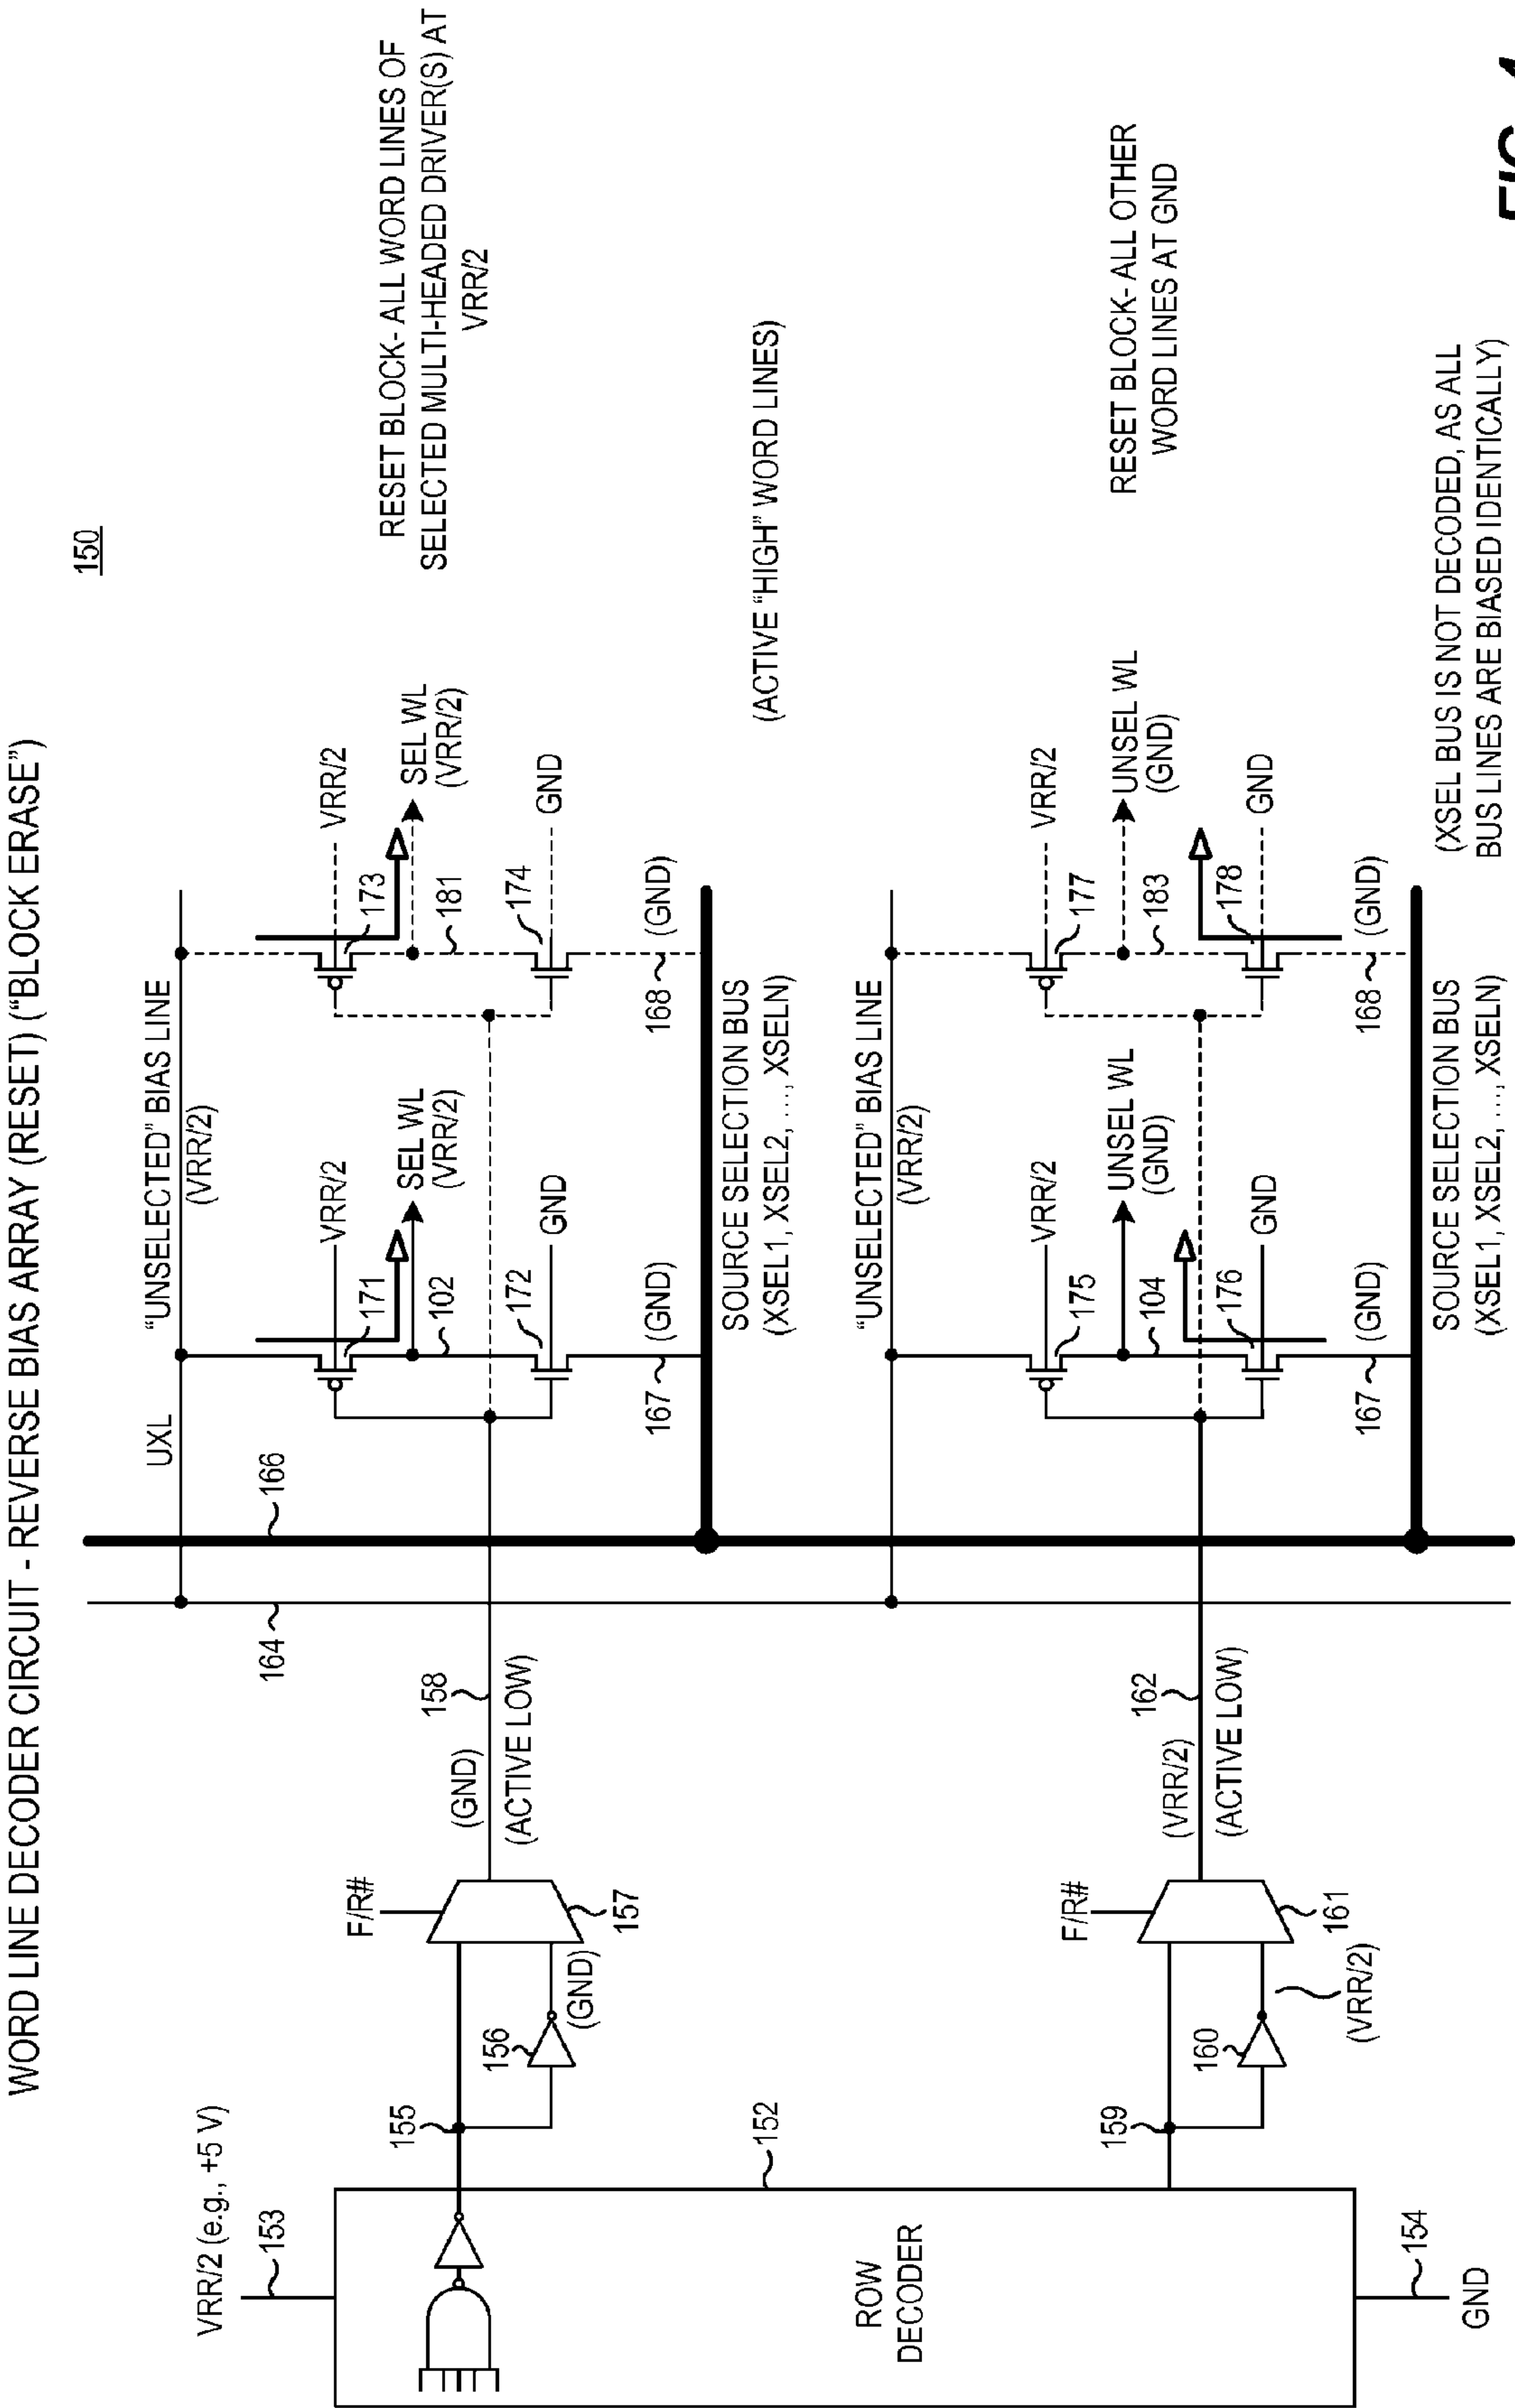 WORD LINE DECODER CIRCUIT - REVERSE BIAS ARRAY (RESET) ("BLOCK ERASE")
150
VRR/2 (e.g., +5 V)
153
ROW
DECODER
152
154
GND
155
156
(GND)
F/R#
157
(GND)
158
(ACTIVE LOW)
159
160
(VRR/2)
F/R#
161
(VRR/2)
162
(ACTIVE LOW)
164
166
UXL
"UNSELECTED" BIAS LINE
(VRR/2)
VRR/2
171
SEL WL
(VRR/2)
102
172
GND
167
(GND)
VRR/2
173
SEL WL
(VRR/2)
181
174
GND
168
(GND)
SOURCE SELECTION BUS
(XSEL1, XSEL2, ...., XSELN)
RESET BLOCK- ALL WORD LINES OF
SELECTED MULTI-HEADED DRIVER(S) AT
VRR/2
(ACTIVE "HIGH" WORD LINES)
"UNSELECTED" BIAS LINE
(VRR/2)
VRR/2
175
UNSEL WL
(GND)
104
176
GND
167
(GND)
VRR/2
177
UNSEL WL
(GND)
183
178
GND
168
(GND)
SOURCE SELECTION BUS
(XSEL1, XSEL2, ...., XSELN)
RESET BLOCK- ALL OTHER
WORD LINES AT GND
(XSEL BUS IS NOT DECODED, AS ALL
BUS LINES ARE BIASED IDENTICALLY)